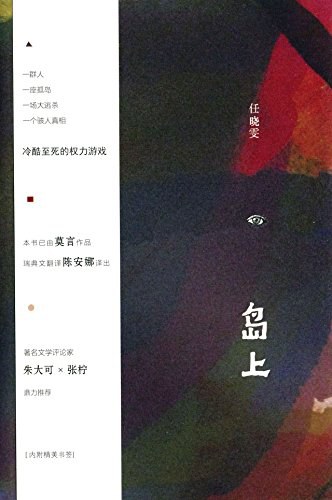 一群人
一座孤岛
一场大逃杀
一个骇人真相
冷酷至死的权力游戏
本书已由莫言作品
瑞典文翻译陈安娜译出
著名文学评论家
朱大可×张柠
鼎力推荐
[内附精美书签]
任晓雯
岛上